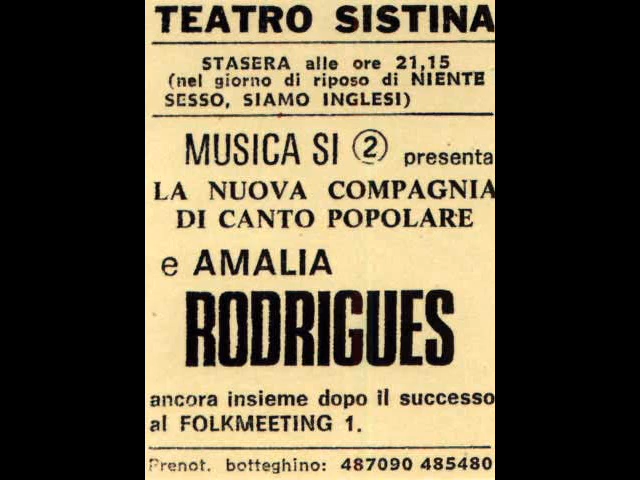 TEATRO SISTINA
STASERA alle ore 21,15
(nel giorno di riposo di NIENTE
SESSO, SIAMO INGLESI)
MUSICA SI 2 presenta
LA NUOVA COMPAGNIA
DI CANTO POPOLARE
e AMALIA
RODRIGUES
ancora insieme dopo il successo
al FOLKMEETING 1.
Prenot. botteghino: 487090 485480